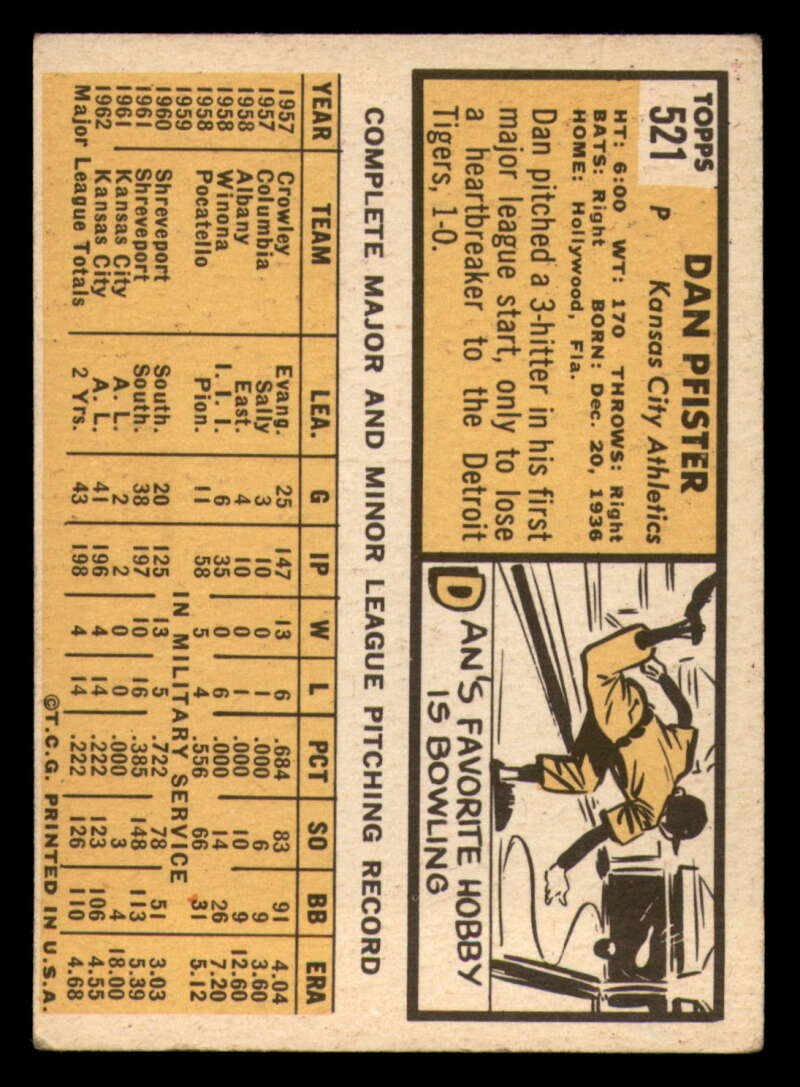 TOPPS
521
DAN PFISTER
P Kansas City Athletics
HT: 6:00 WT: 170 THROWS: Right
BATS: Right BORN: Dec. 20, 1936
HOME: Hollywood, Fla.
Dan pitched a 3-hitter in his first
major league start, only to lose
a heartbreaker to the Detroit
Tigers, 1-0.
DAN'S FAVORITE HOBBY
IS BOWLING
COMPLETE MAJOR AND MINOR LEAGUE PITCHING RECORD
YEAR TEAM LEA. G IP W L PCT SO BB ERA
1957 Crowley Evang. 25 147 13 6 .684 83 91 4.04
1957 Columbia Sally 3 10 0 1 .000 6 9 3.60
1958 Albany East. 4 10 0 1 .000 10 9 12.60
1958 Winona I. I. I. 6 35 0 6 .000 14 26 7.20
1958 Pocatello Pion. 11 58 5 4 .556 66 31 5.12
1959 IN MILITARY SERVICE
1960 Shreveport South. 20 125 13 5 .722 78 51 3.03
1961 Shreveport South. 38 197 10 16 .385 148 113 5.39
1961 Kansas City A. L. 2 2 0 0 .000 3 4 18.00
1962 Kansas City A. L. 41 196 4 14 .222 123 106 4.55
Major League Totals 2 Yrs. 43 198 4 14 .222 126 110 4.68
©T.C.G. PRINTED IN U.S.A.